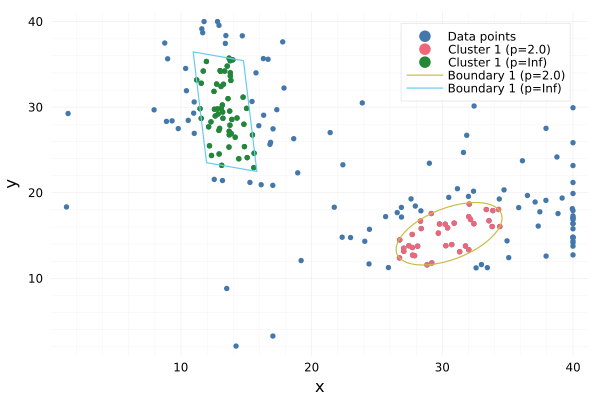 40
30
20
10
y
10
20
30
40
x
Data points
Cluster 1 (p=2.0)
Cluster 1 (p=Inf)
Boundary 1 (p=2.0)
Boundary 1 (p=Inf)